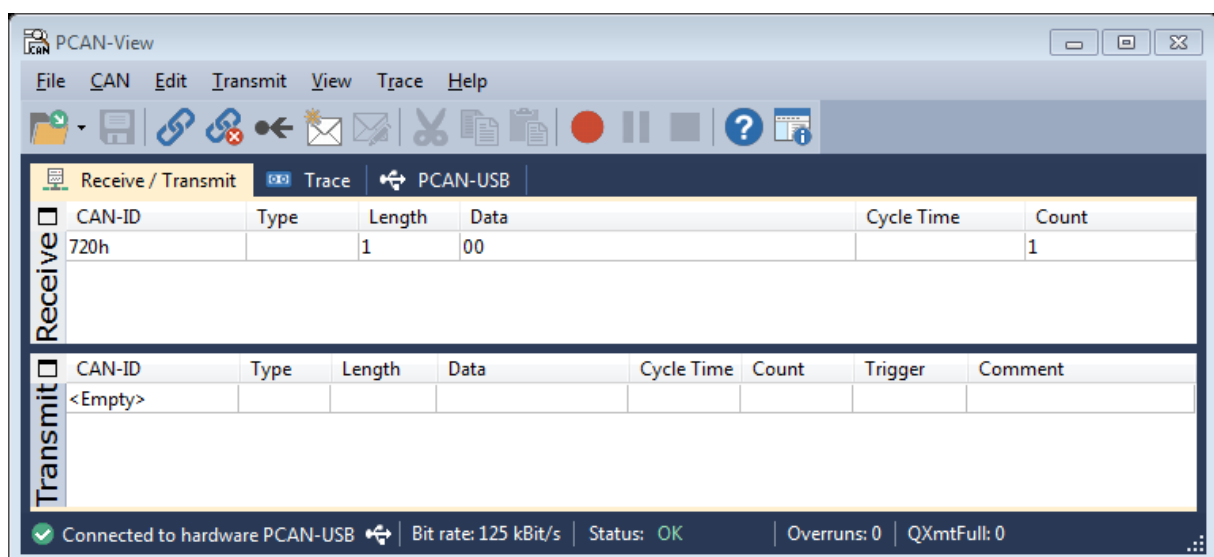 PCAN-View
File CAN Edit Transmit View Trace Help
Receive / Transmit Trace PCAN-USB
CAN-ID Type Length Data Cycle Time Count
720h 1 00 1
Receive
CAN-ID Type Length Data Cycle Time Count Trigger Comment
<Empty>
Transmit
Connected to hardware PCAN-USB Bit rate: 125 kBit/s Status: OK Overruns: 0 QXmtFull: 0